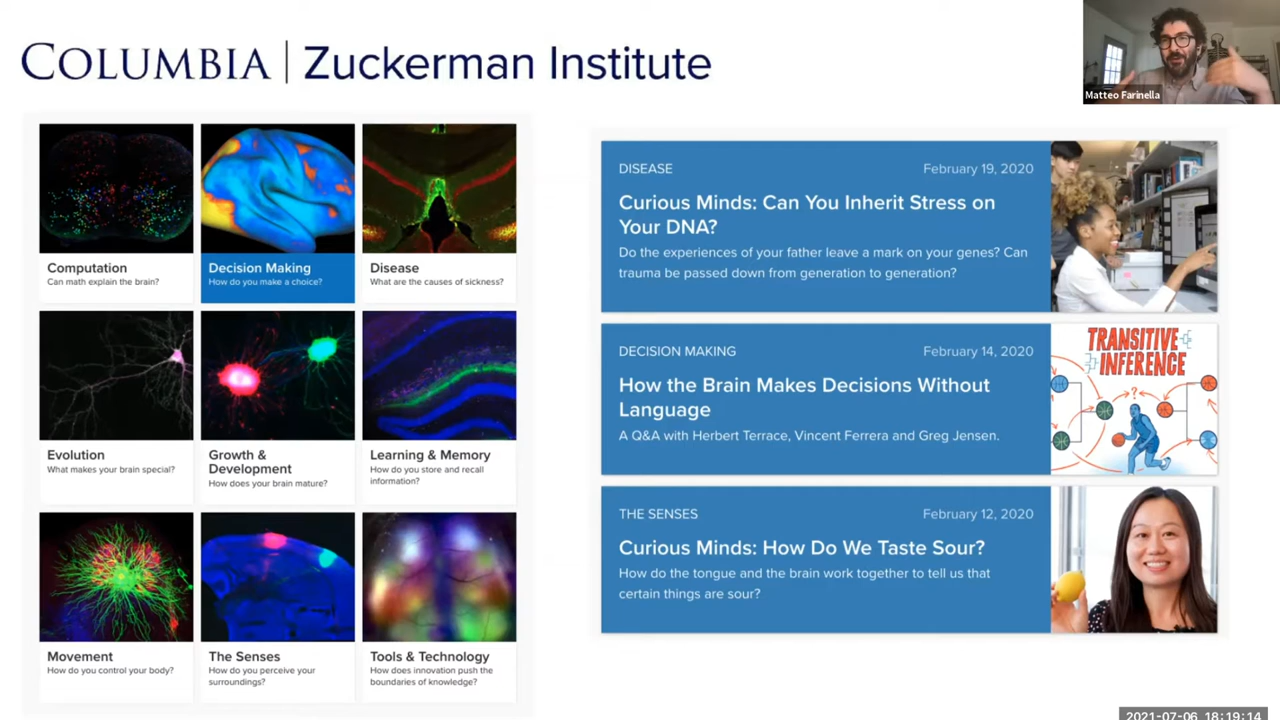 COLUMBIA | Zuckerman Institute
Matteo Farinella
Computation
Can math explain the brain?
Decision Making
How do you make a choice?
Disease
What are the causes of sickness?
Evolution
What makes your brain special?
Growth &
Development
How does your brain mature?
Learning & Memory
How do you store and recall
information?
Movement
How do you control your body?
The Senses
How do you perceive your
surroundings?
Tools & Technology
How does innovation push the
boundaries of knowledge?
DISEASE
February 19, 2020
Curious Minds: Can You Inherit Stress on
Your DNA?
Do the experiences of your father leave a mark on your genes? Can
trauma be passed down from generation to generation?
DECISION MAKING
February 14, 2020
How the Brain Makes Decisions Without
Language
A Q&A with Herbert Terrace, Vincent Ferrera and Greg Jensen.
TRANSITIVE
INFERENCE
?
THE SENSES
February 12, 2020
Curious Minds: How Do We Taste Sour?
How do the tongue and the brain work together to tell us that
certain things are sour?
2021-07-06 18:19:14